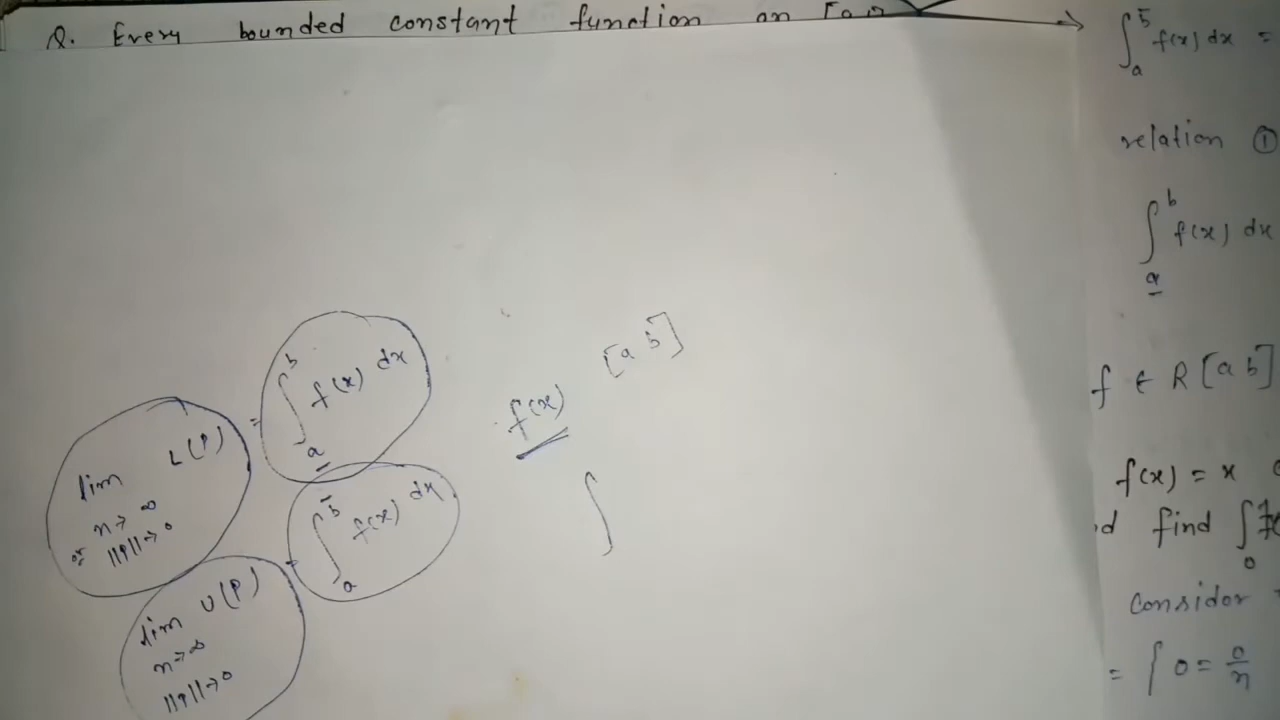 Q. Every bounded constant function on
lim L(P) = ∫_a^b f(x) dx
n→∞
or ||P||→0
lim U(P) = ∫_a^b̄ f(x) dx
n→∞
||P||→0
f(x) [a b]
∫
∫_a^b̄ f(x) dx =
relation ①
∫_a^b f(x) dx
f ∈ R [a b]
f(x) = x
find ∫_0
Consider
= { 0 = 0/n